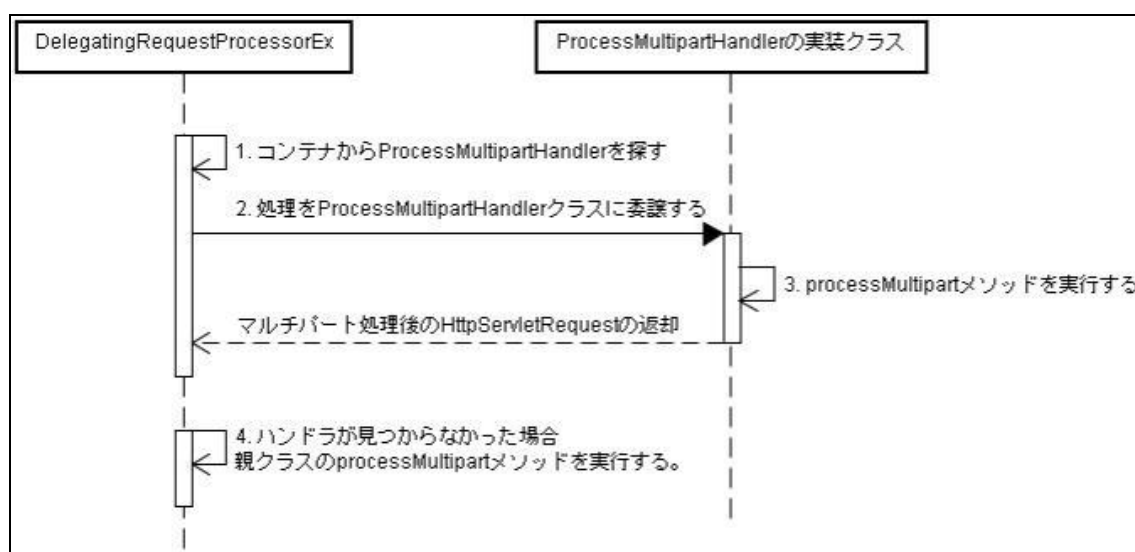 DelegatingRequestProcessorEx
ProcessMultipartHandlerの実装クラス
1. コンテナからProcessMultipartHandlerを探す
2. 処理をProcessMultipartHandlerクラスに委譲する
3. processMultipartメソッドを実行する
マルチパート処理後のHttpServletRequestの返却
4. ハンドラが見つからなかった場合
親クラスのprocessMultipartメソッドを実行する。